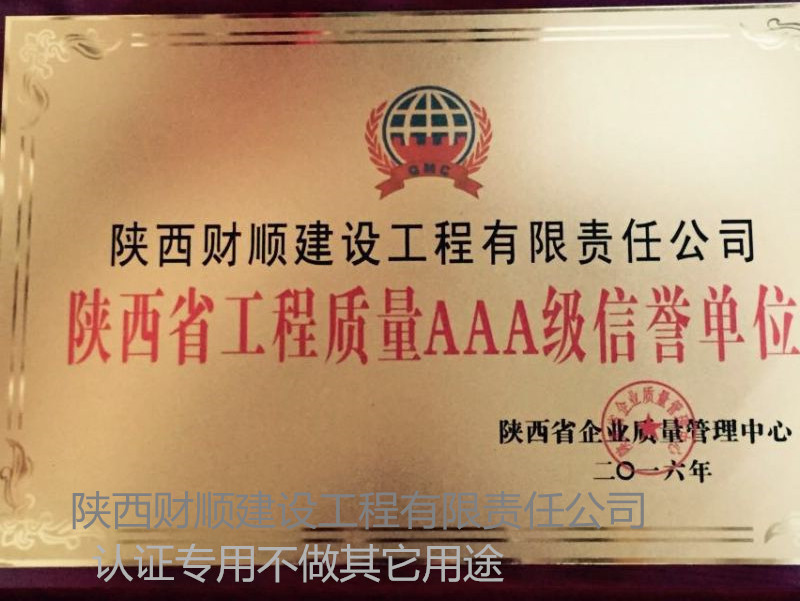 GMC
陕西财顺建设工程有限责任公司
陕西省工程质量AAA级信誉单位
陕西省企业质量管理中心
二〇一六年
陕西财顺建设工程有限责任公司
认证专用不做其它用途